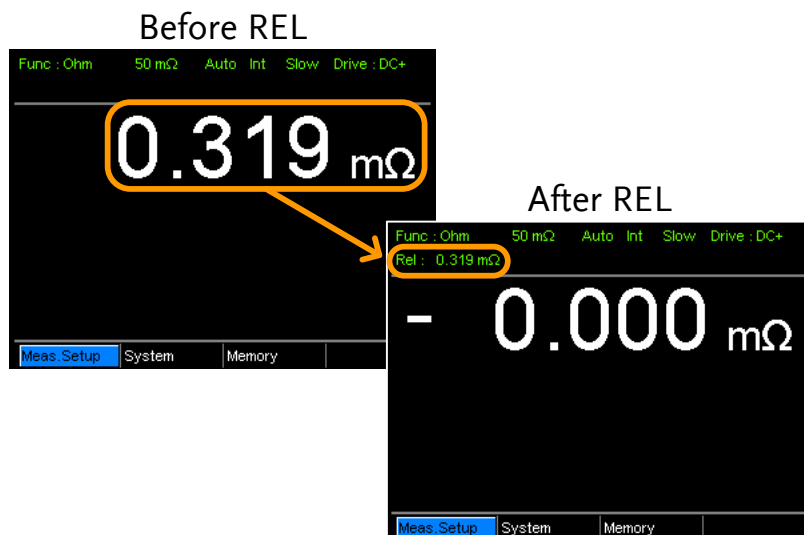 Before REL
Func : Ohm 50 mΩ Auto Int Slow Drive : DC+
0.319 mΩ
Meas.Setup System Memory
After REL
Func : Ohm 50 mΩ Auto Int Slow Drive : DC+
Rel : 0.319 mΩ
- 0.000 mΩ
Meas.Setup System Memory